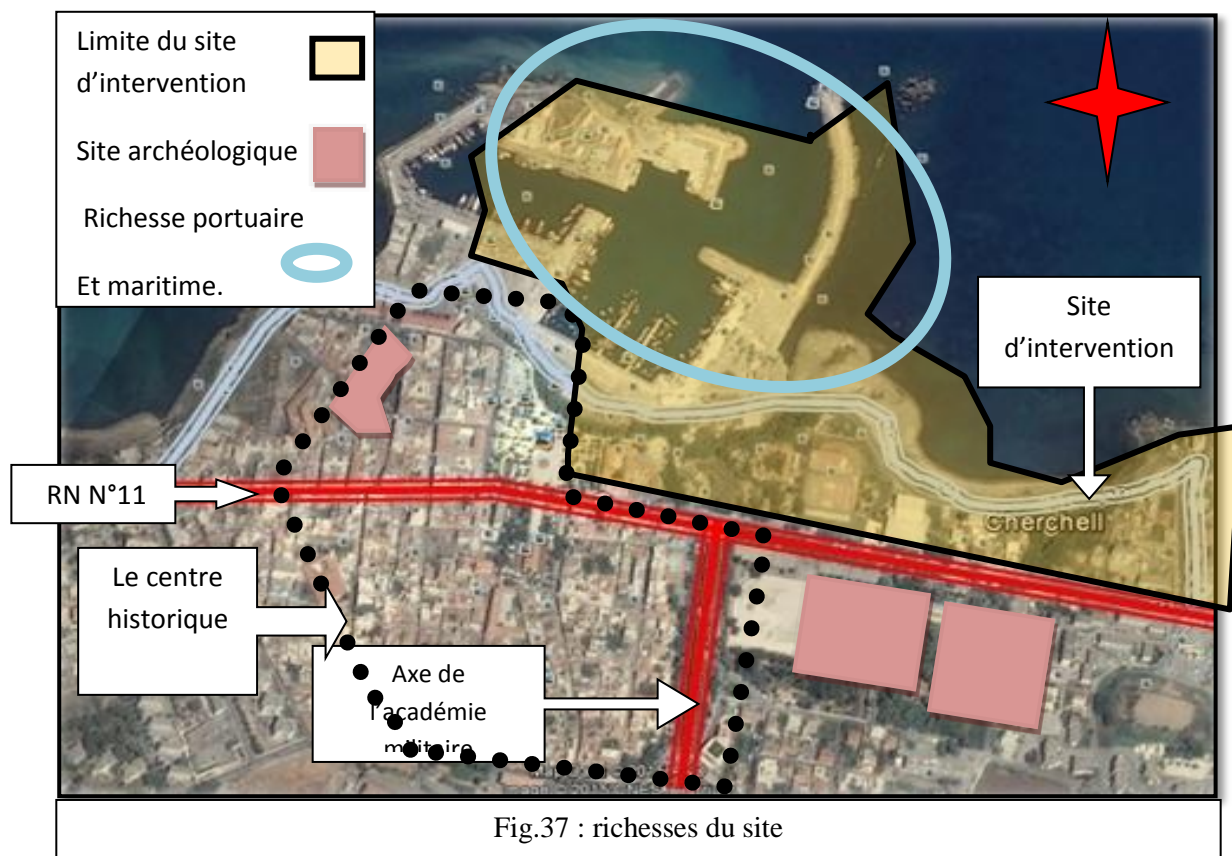 Limite du site
d’intervention
Site archéologique
Richesse portuaire
Et maritime.
Site
d’intervention
RN N°11
Cherchell
Le centre
historique
Axe de
l’académie
militaire
Fig.37 : richesses du site